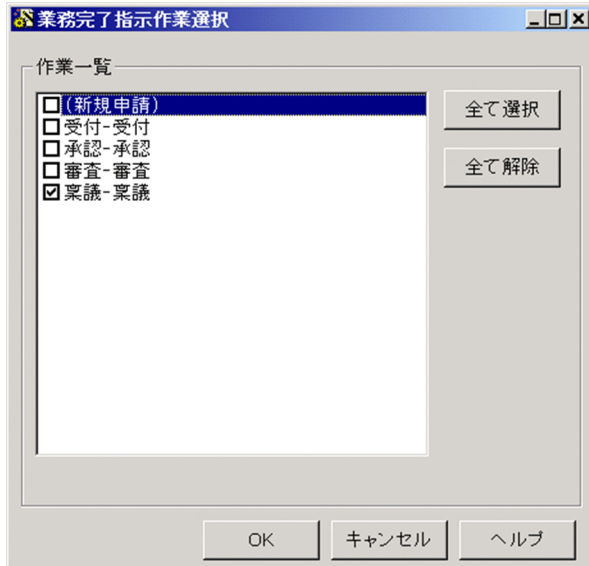 業務完了指示作業選択
作業一覧
(新規申請)
受付-受付
承認-承認
審査-審査
稟議-稟議
全て選択
全て解除
OK
キャンセル
ヘルプ